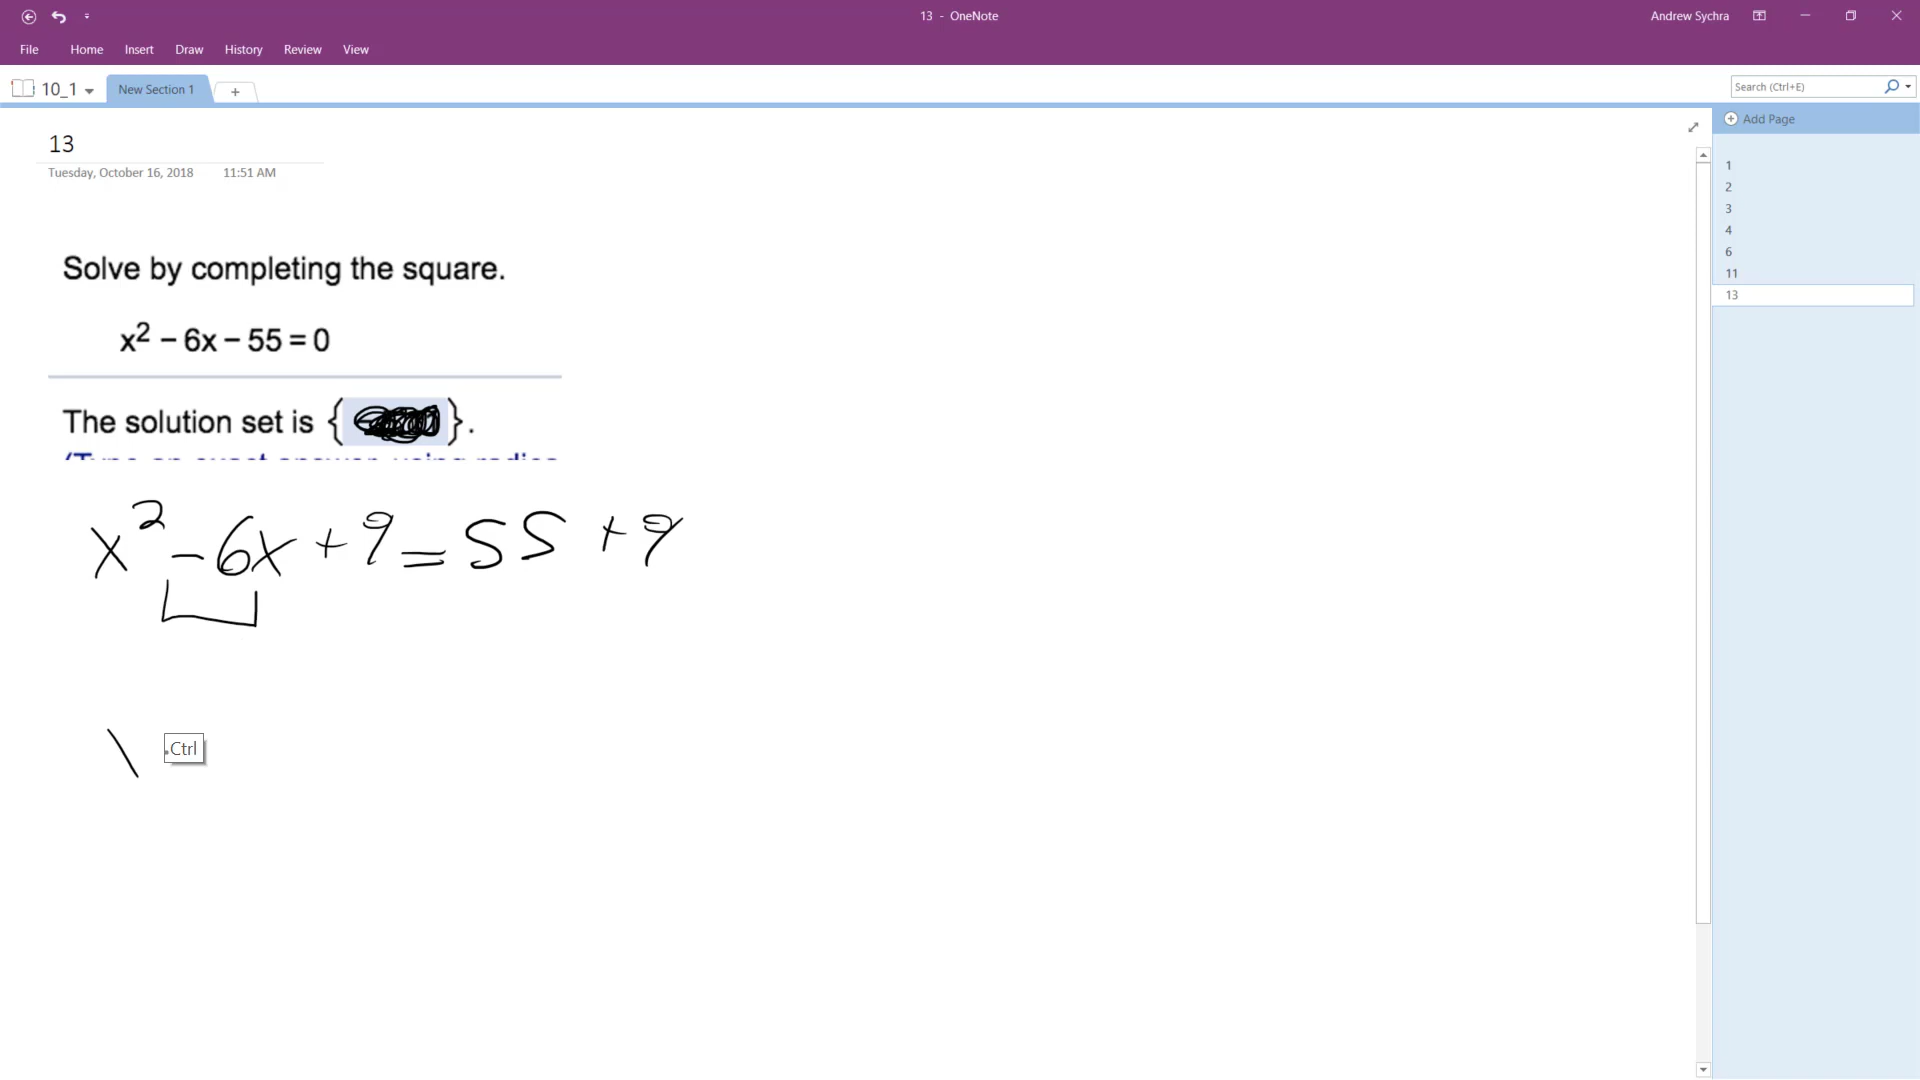 13 - OneNote
Andrew Sychra
File Home Insert Draw History Review View
10_1 New Section 1 +
Search (Ctrl+E)
Add Page
13
Tuesday, October 16, 2018 11:51 AM
1
2
3
4
6
11
13
Solve by completing the square.
x² − 6x − 55 = 0
The solution set is { }.
x² − 6x + 9 = 55 + 9
Ctrl